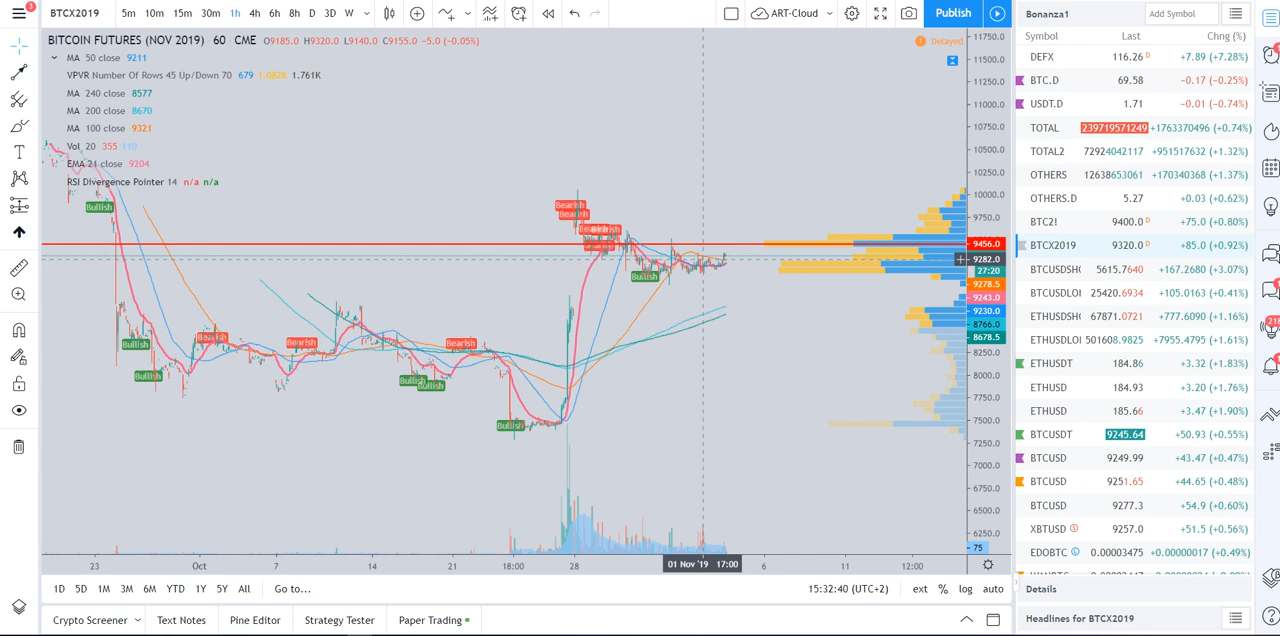 3 BTCX2019 5m 10m 15m 30m 1h 4h 6h 8h D 3D W ART-Cloud Publish
BITCOIN FUTURES (NOV 2019) 60 CME O9185.0 H9320.0 L9140.0 C9155.0 -5.0 (-0.05%)
Delayed
MA 50 close 9211
VPVR Number Of Rows 45 Up/Down 70 679 1.082K 1.761K
MA 240 close 8577
MA 200 close 8670
MA 100 close 9321
Vol 20 355 110
EMA 21 close 9204
RSI Divergence Pointer 14 n/a n/a
Bullish
Bullish
Bullish
Bearish
Bearish
Bullish
Bullish
Bearish
Bullish
Bearish
Bearish
Bearish
Bullish
11750.0
11500.0
11250.0
11000.0
10750.0
10500.0
10250.0
10000.0
9750.0
9456.0
9282.0
27:20
9278.5
9243.0
9230.0
8766.0
8678.5
8250.0
8000.0
7750.0
7500.0
7250.0
7000.0
6750.0
6500.0
6250.0
75
23 Oct 7 14 21 18:00 28 01 Nov '19 17:00 6 11 12:00
1D 5D 1M 3M 6M YTD 1Y 5Y All Go to... 15:32:40 (UTC+2) ext % log auto
Crypto Screener Text Notes Pine Editor Strategy Tester Paper Trading
Bonanza1 Add Symbol
Symbol Last Chng (%)
DEFX 116.26 D +7.89 (+7.28%)
BTC.D 69.58 −0.17 (−0.25%)
USDT.D 1.71 −0.01 (−0.74%)
TOTAL 239719571249 +1763370496 (+0.74%)
TOTAL2 72924042117 +951517632 (+1.32%)
OTHERS 12638653061 +170340368 (+1.37%)
OTHERS.D 5.27 +0.03 (+0.62%)
BTC2! 9400.0 D +75.0 (+0.80%)
BTCX2019 9320.0 D +85.0 (+0.92%)
BTCUSDSH 5615.7640 +167.2680 (+3.07%)
BTCUSDLO 25420.6934 +105.0163 (+0.41%)
ETHUSDSH 67871.0721 +777.6090 (+1.16%)
ETHUSDLO 501608.9825 +7955.4795 (+1.61%)
ETHUSDT 184.86 +3.32 (+1.83%)
ETHUSD 184.93 +3.20 (+1.76%)
ETHUSD 185.66 +3.47 (+1.90%)
BTCUSDT 9245.64 +50.93 (+0.55%)
BTCUSD 9249.99 +43.47 (+0.47%)
BTCUSD 9251.65 +44.65 (+0.48%)
BTCUSD 9277.3 +54.9 (+0.60%)
XBTUSD 9257.0 +51.5 (+0.56%)
EDOBTC 0.00003475 +0.00000017 (+0.49%)
Details
Headlines for BTCX2019